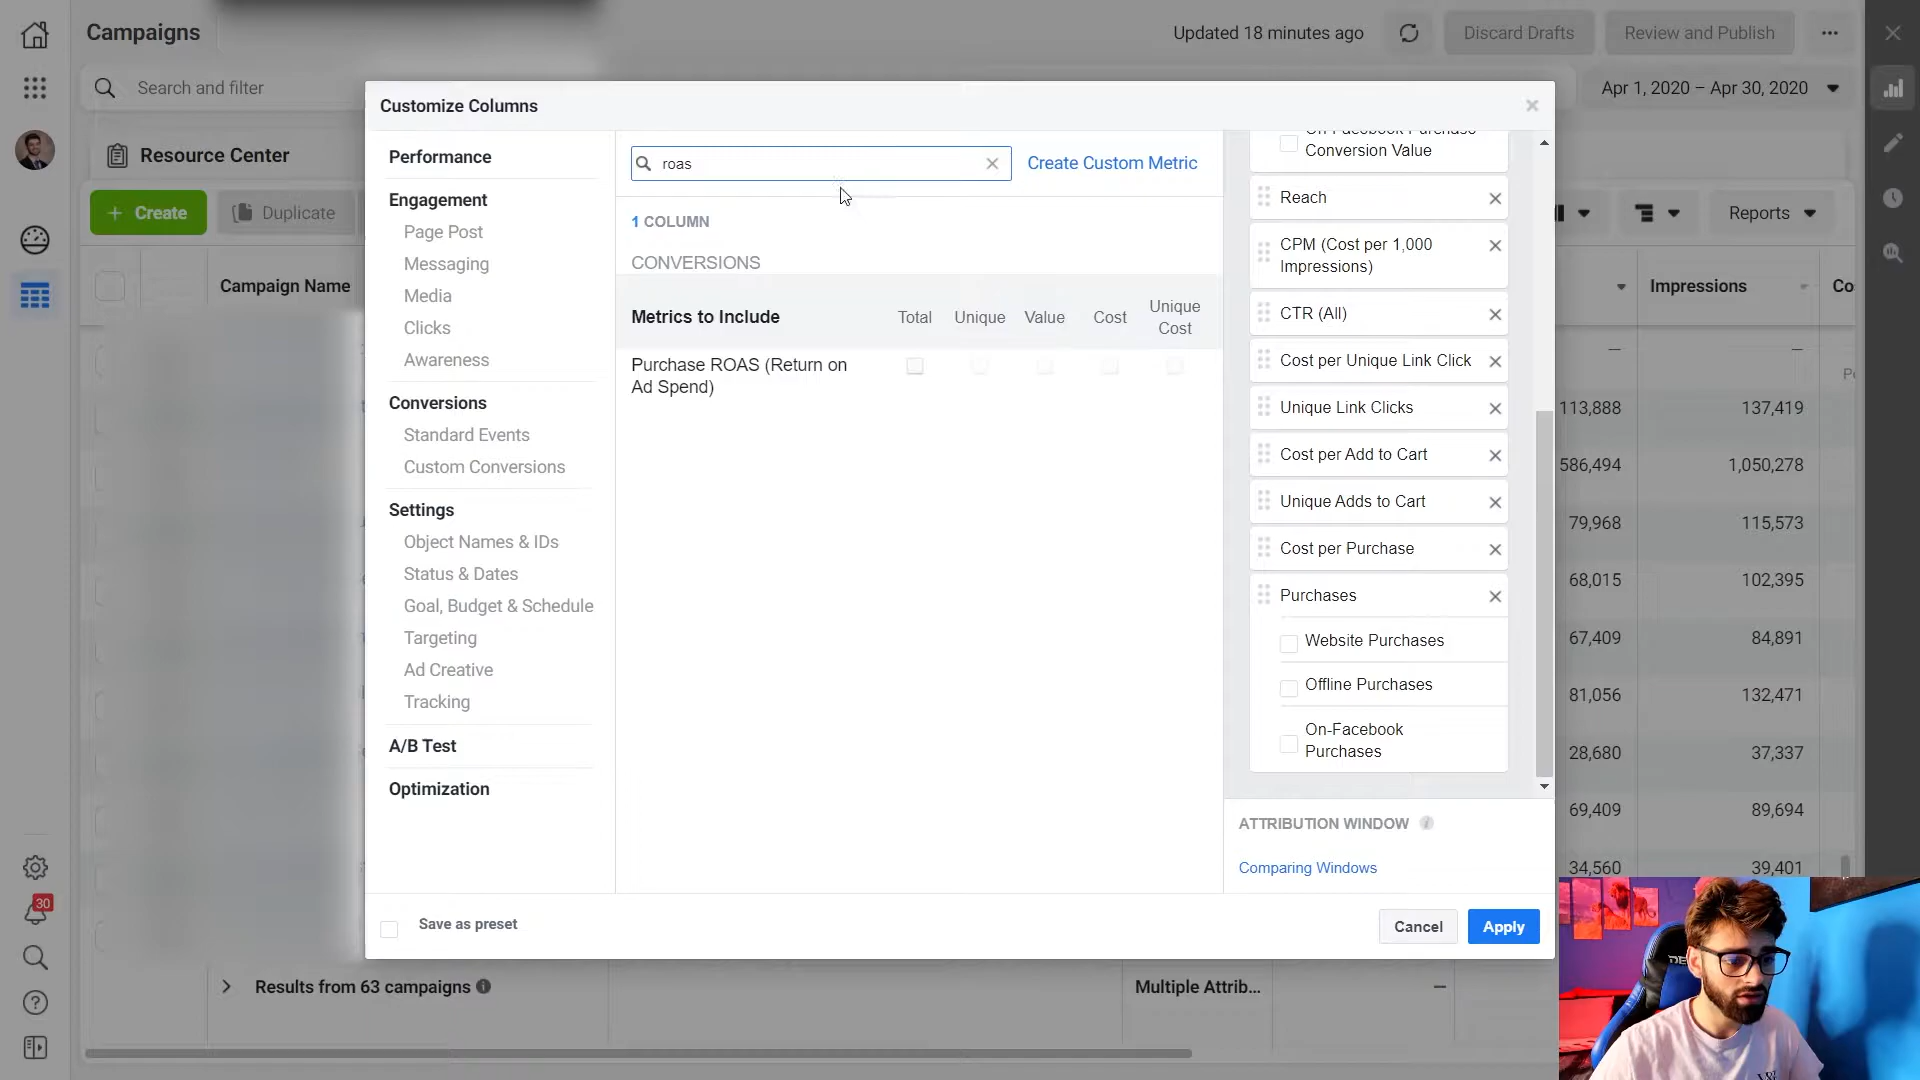 Campaigns
Updated 18 minutes ago
Discard Drafts
Review and Publish
Search and filter
Apr 1, 2020 – Apr 30, 2020
Customize Columns
Resource Center
Create
Duplicate
Reports
Campaign Name
Impressions
Performance
Engagement
Page Post
Messaging
Media
Clicks
Awareness
Conversions
Standard Events
Custom Conversions
Settings
Object Names & IDs
Status & Dates
Goal, Budget & Schedule
Targeting
Ad Creative
Tracking
A/B Test
Optimization
roas
Create Custom Metric
1 COLUMN
CONVERSIONS
Metrics to Include
Total
Unique
Value
Cost
Unique
Cost
Purchase ROAS (Return on
Ad Spend)
On-Facebook Purchase
Conversion Value
Reach
CPM (Cost per 1,000
Impressions)
CTR (All)
Cost per Unique Link Click
Unique Link Clicks
Cost per Add to Cart
Unique Adds to Cart
Cost per Purchase
Purchases
Website Purchases
Offline Purchases
On-Facebook
Purchases
ATTRIBUTION WINDOW
Comparing Windows
Save as preset
Cancel
Apply
— —
113,888 137,419
586,494 1,050,278
79,968 115,573
68,015 102,395
67,409 84,891
81,056 132,471
28,680 37,337
69,409 89,694
34,560 39,401
30
Results from 63 campaigns
Multiple Attrib...
—